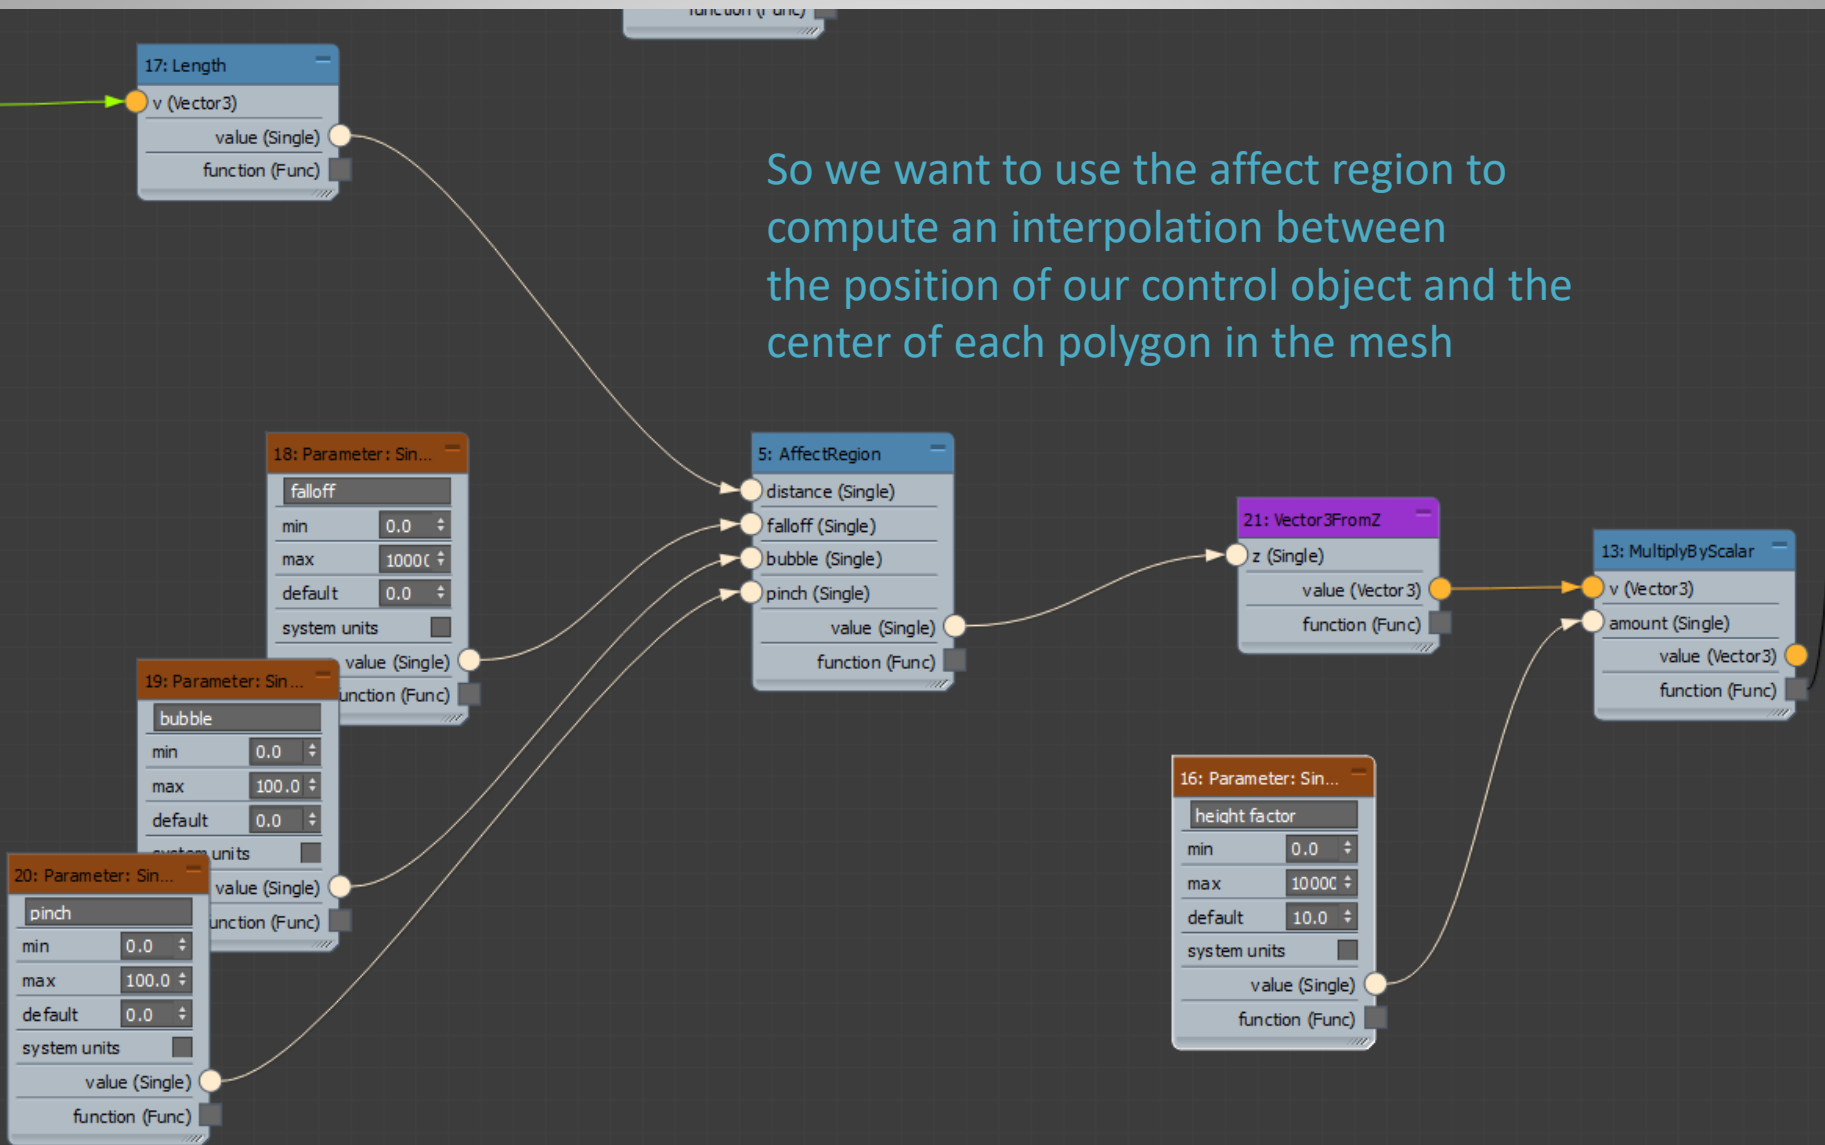 function (Func)
17: Length
v (Vector3)
value (Single)
function (Func)
So we want to use the affect region to
compute an interpolation between
the position of our control object and the
center of each polygon in the mesh
18: Parameter: Sin...
falloff
min 0.0
max 1000(
default 0.0
system units
value (Single)
unction (Func)
19: Parameter: Sin...
bubble
min 0.0
max 100.0
default 0.0
system units
value (Single)
unction (Func)
20: Parameter: Sin...
pinch
min 0.0
max 100.0
default 0.0
system units
value (Single)
function (Func)
5: AffectRegion
distance (Single)
falloff (Single)
bubble (Single)
pinch (Single)
value (Single)
function (Func)
21: Vector3FromZ
z (Single)
value (Vector3)
function (Func)
16: Parameter: Sin...
height factor
min 0.0
max 1000(
default 10.0
system units
value (Single)
function (Func)
13: MultiplyByScalar
v (Vector3)
amount (Single)
value (Vector3)
function (Func)